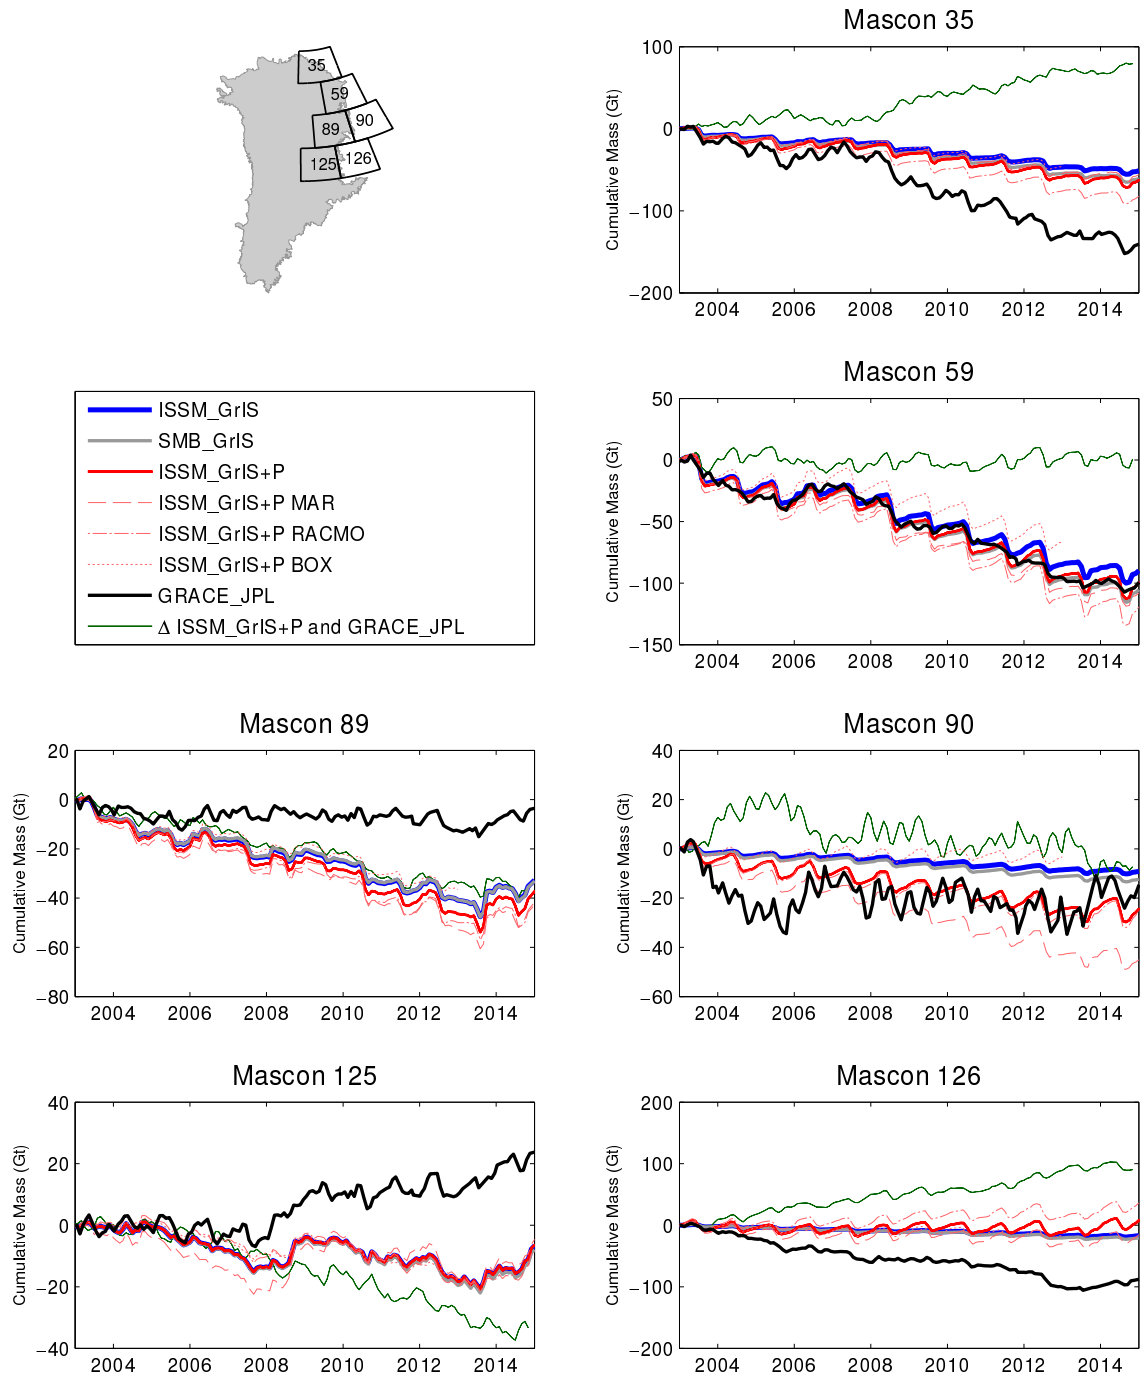 35
59
89
90
125
126
ISSM_GrIS
SMB_GrIS
ISSM_GrIS+P
ISSM_GrIS+P MAR
ISSM_GrIS+P RACMO
ISSM_GrIS+P BOX
GRACE_JPL
Δ ISSM_GrIS+P and GRACE_JPL
Mascon 35
Cumulative Mass (Gt)
100
0
−100
−200
2004 2006 2008 2010 2012 2014
Mascon 59
Cumulative Mass (Gt)
50
0
−50
−100
−150
2004 2006 2008 2010 2012 2014
Mascon 89
Cumulative Mass (Gt)
20
0
−20
−40
−60
−80
2004 2006 2008 2010 2012 2014
Mascon 90
Cumulative Mass (Gt)
40
20
0
−20
−40
−60
2004 2006 2008 2010 2012 2014
Mascon 125
Cumulative Mass (Gt)
40
20
0
−20
−40
2004 2006 2008 2010 2012 2014
Mascon 126
Cumulative Mass (Gt)
200
100
0
−100
−200
2004 2006 2008 2010 2012 2014